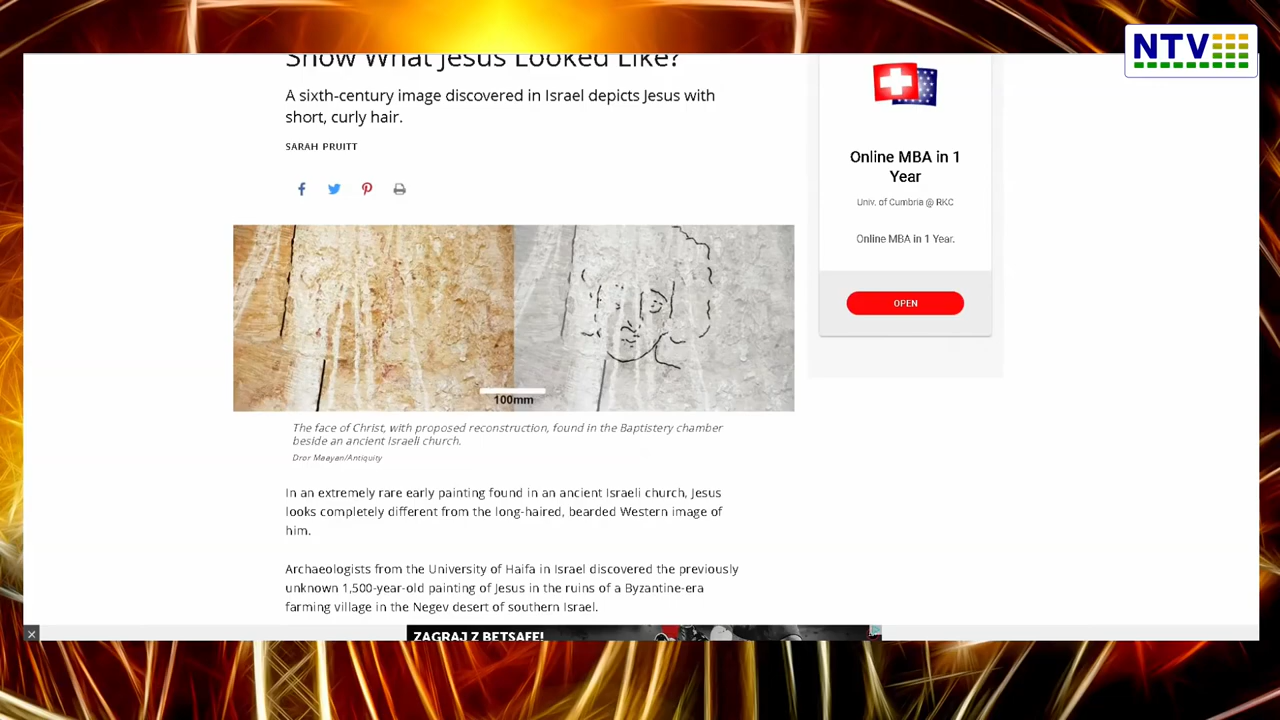 NTV
Show What Jesus Looked Like?
A sixth-century image discovered in Israel depicts Jesus with
short, curly hair.
SARAH PRUITT
100mm
The face of Christ, with proposed reconstruction, found in the Baptistery chamber
beside an ancient Israeli church.
Dror Maayan/Antiquity
In an extremely rare early painting found in an ancient Israeli church, Jesus
looks completely different from the long-haired, bearded Western image of
him.
Archaeologists from the University of Haifa in Israel discovered the previously
unknown 1,500-year-old painting of Jesus in the ruins of a Byzantine-era
farming village in the Negev desert of southern Israel.
Online MBA in 1
Year
Univ. of Cumbria @ RKC
Online MBA in 1 Year.
OPEN
ZAGRAJ Z BETSAFE!